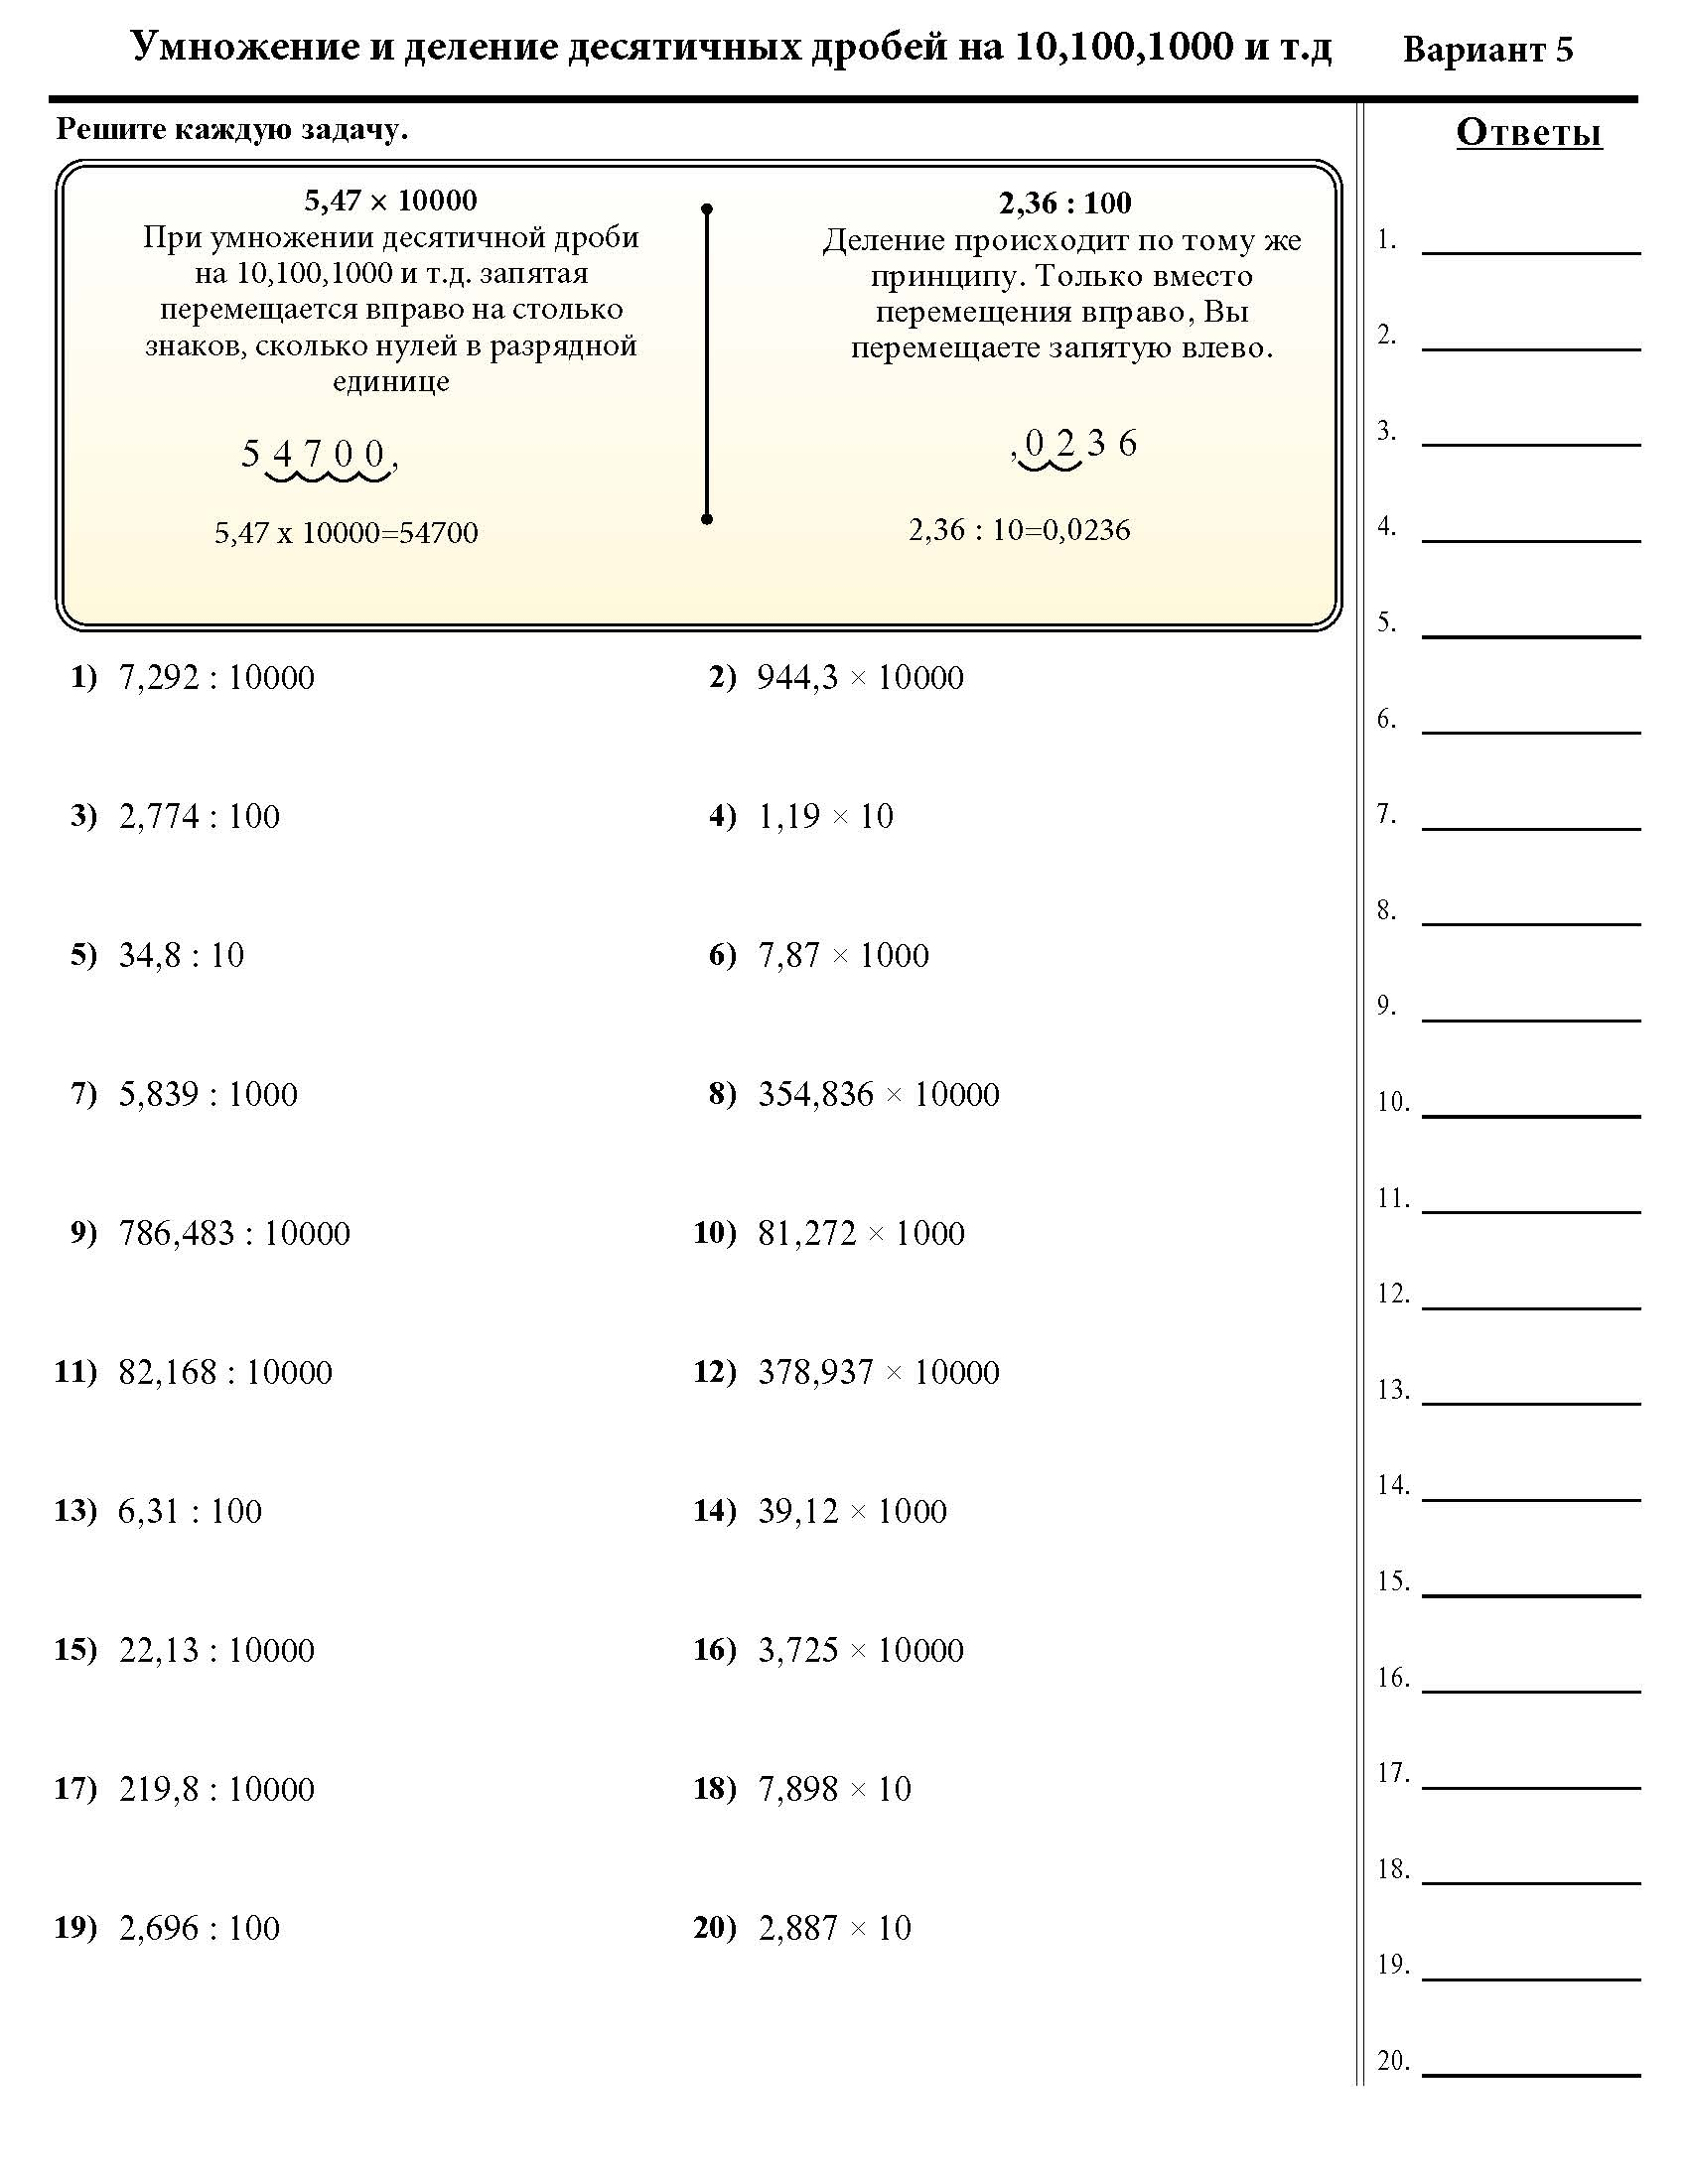 Умножение и деление десятичных дробей на 10,100,1000 и т.д
Вариант 5
Решите каждую задачу.
5,47 × 10000
При умножении десятичной дроби
на 10,100,1000 и т.д. запятая
перемещается вправо на столько
знаков, сколько нулей в разрядной
единице
5 4 7 0 0 ,
5,47 x 10000=54700
2,36 : 100
Деление происходит по тому же
принципу. Только вместо
перемещения вправо, Вы
перемещаете запятую влево.
,0 2 3 6
2,36 : 10=0,0236
1) 7,292 : 10000
2) 944,3 × 10000
3) 2,774 : 100
4) 1,19 × 10
5) 34,8 : 10
6) 7,87 × 1000
7) 5,839 : 1000
8) 354,836 × 10000
9) 786,483 : 10000
10) 81,272 × 1000
11) 82,168 : 10000
12) 378,937 × 10000
13) 6,31 : 100
14) 39,12 × 1000
15) 22,13 : 10000
16) 3,725 × 10000
17) 219,8 : 10000
18) 7,898 × 10
19) 2,696 : 100
20) 2,887 × 10
Ответы
1.
2.
3.
4.
5.
6.
7.
8.
9.
10.
11.
12.
13.
14.
15.
16.
17.
18.
19.
20.